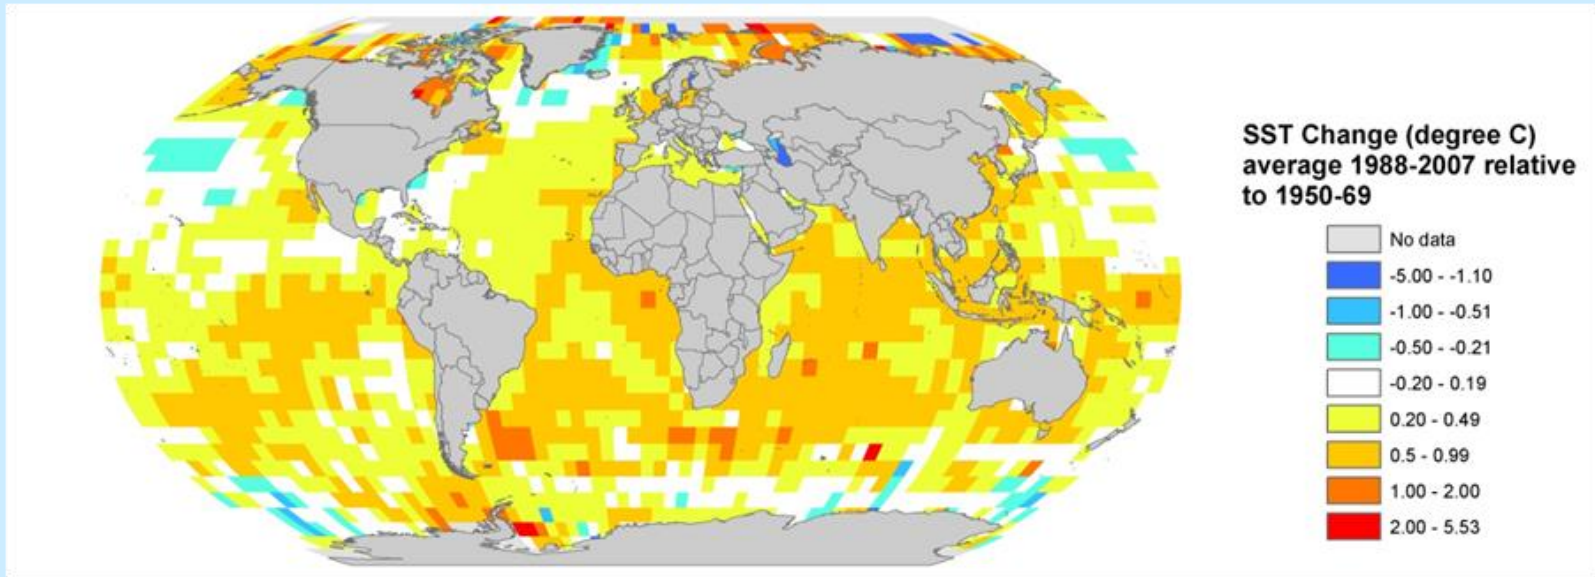 SST Change (degree C)
average 1988-2007 relative
to 1950-69
No data
-5.00 - -1.10
-1.00 - -0.51
-0.50 - -0.21
-0.20 - 0.19
0.20 - 0.49
0.5 - 0.99
1.00 - 2.00
2.00 - 5.53